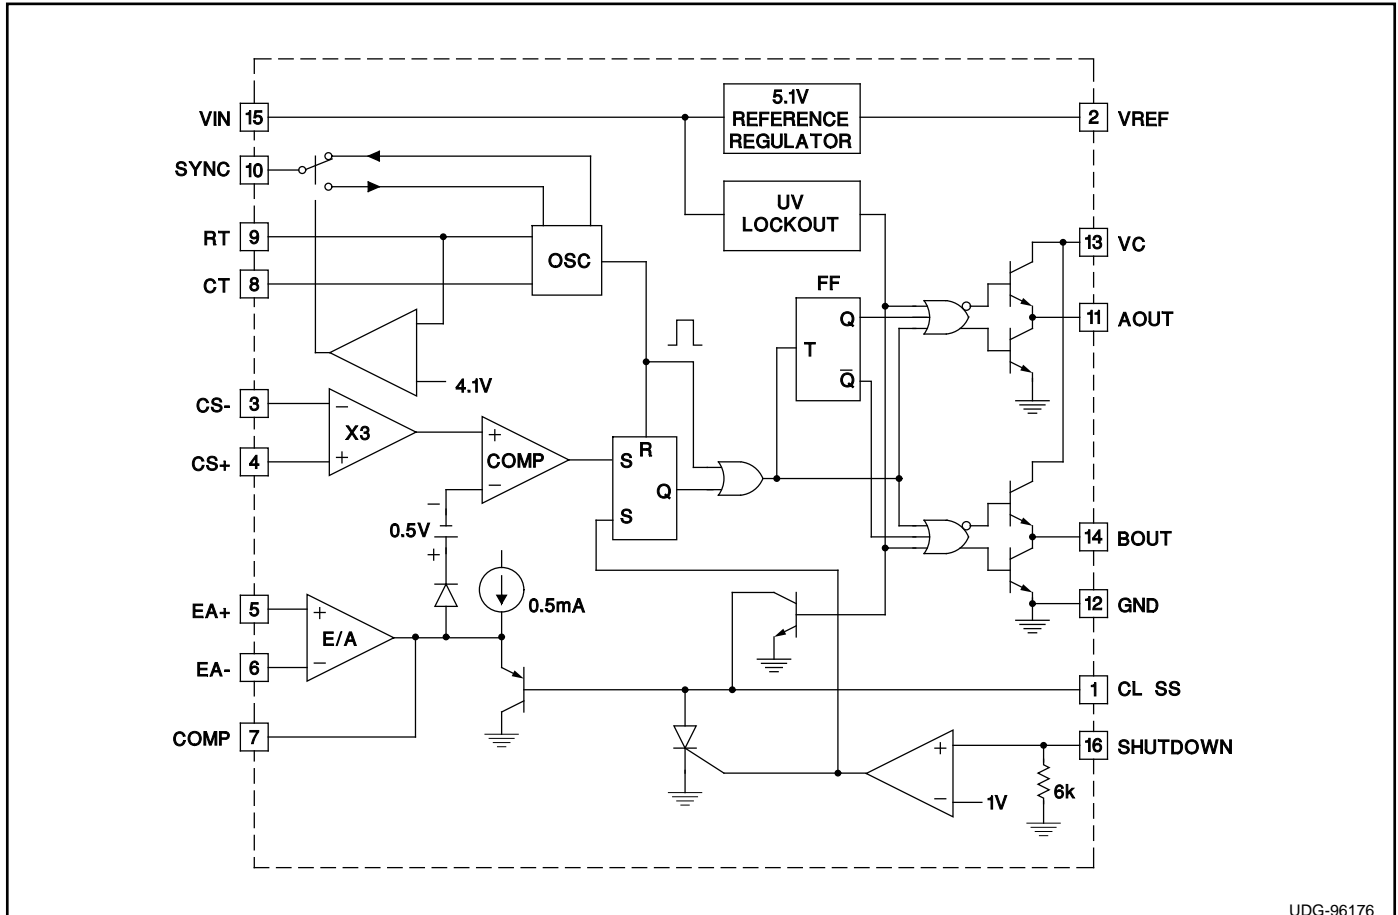 5.1V
REFERENCE
REGULATOR
VIN 15
2 VREF
SYNC 10
UV
LOCKOUT
RT 9
13 VC
OSC
CT 8
FF
Q
11 AOUT
T
Q̅
4.1V
CS- 3
−
X3
+
CS+ 4
+
COMP
−
R
S
Q
S
−
0.5V
+
14 BOUT
0.5mA
EA+ 5
+
E/A
−
EA- 6
12 GND
1 CL SS
COMP 7
16 SHUTDOWN
+
−
1V
6k
UDG-96176